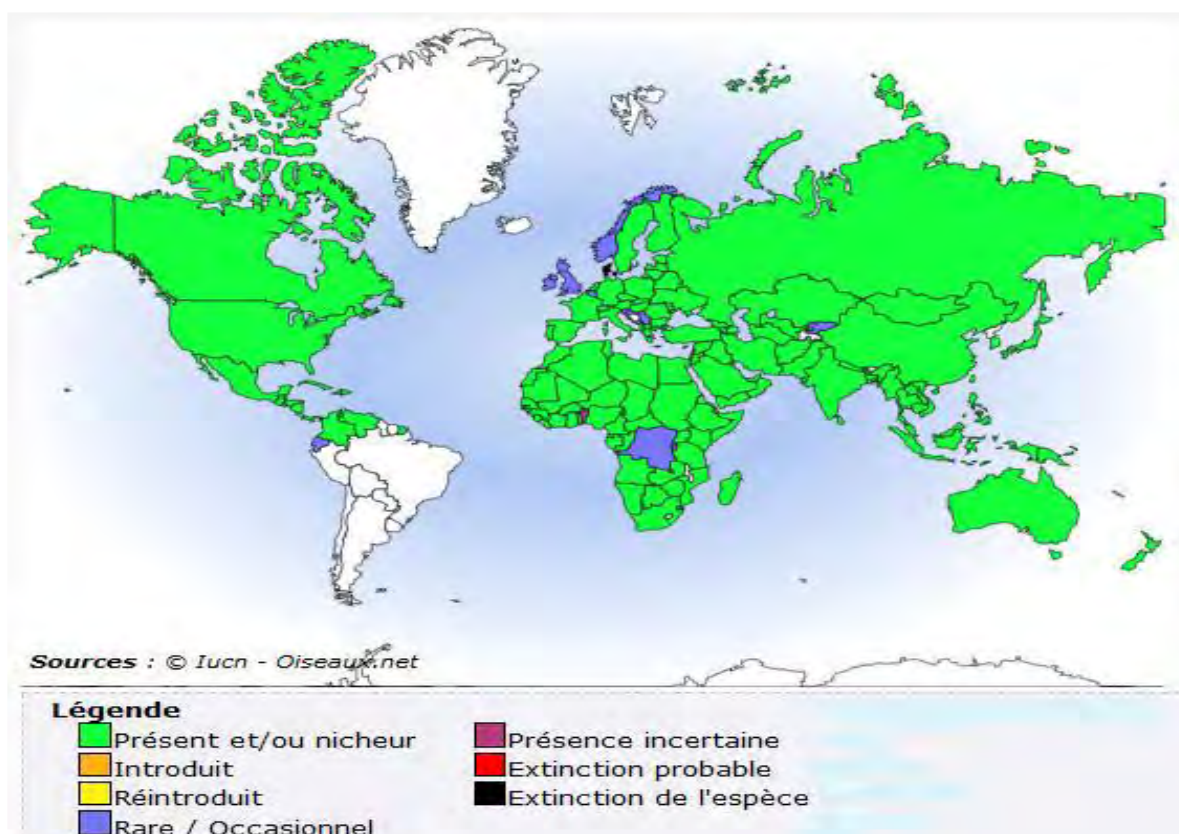 Sources : © Iucn - Oiseaux.net
Légende
Présent et/ou nicheur
Introduit
Réintroduit
Rare / Occasionnel
Présence incertaine
Extinction probable
Extinction de l'espèce